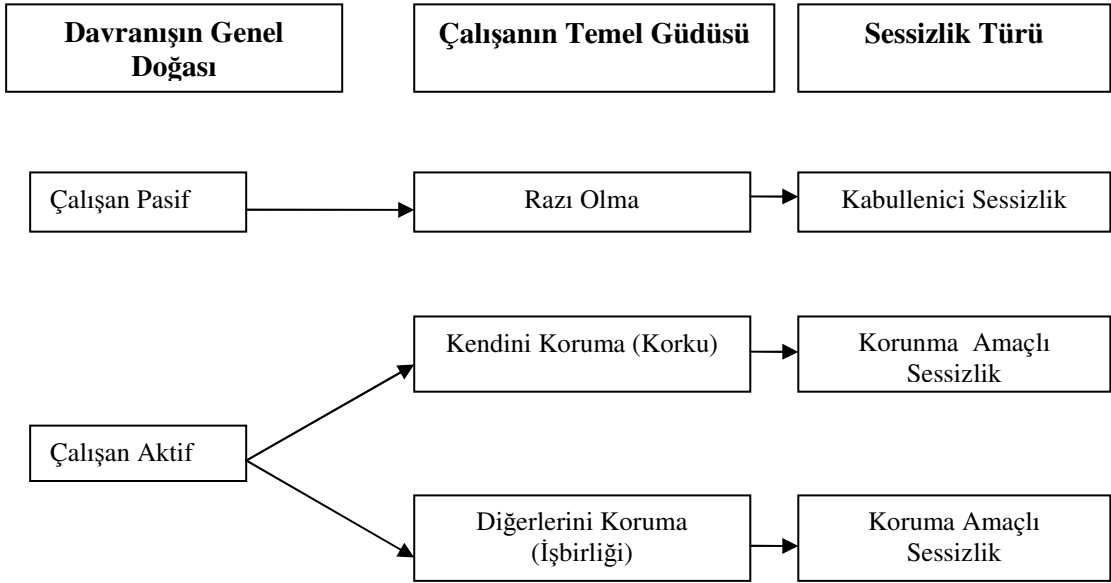 Davranışın Genel
Doğası
Çalışanın Temel Güdüsü
Sessizlik Türü
Çalışan Pasif
Razı Olma
Kabullenici Sessizlik
Kendini Koruma (Korku)
Korunma Amaçlı
Sessizlik
Çalışan Aktif
Diğerlerini Koruma
(İşbirliği)
Koruma Amaçlı
Sessizlik